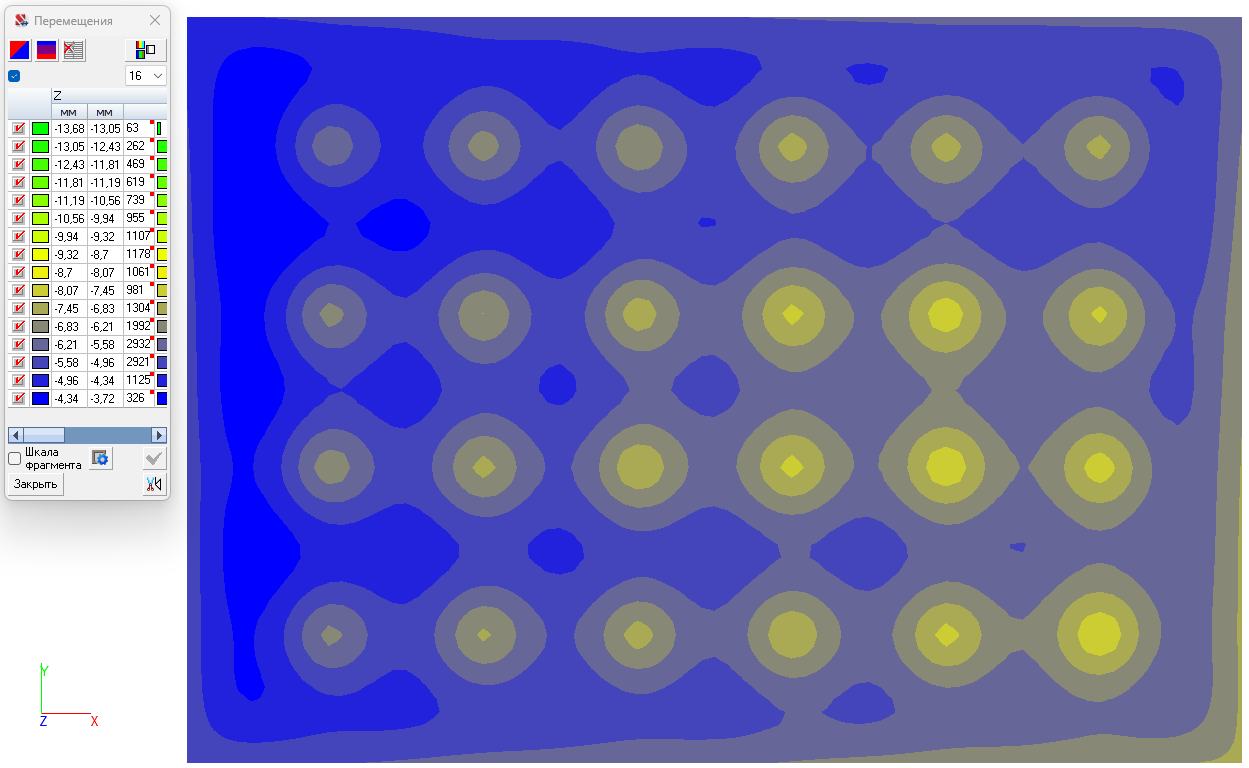 Перемещения
16
Z
мм мм
-13,68 -13,05 63
-13,05 -12,43 262
-12,43 -11,81 469
-11,81 -11,19 619
-11,19 -10,56 739
-10,56 -9,94 955
-9,94 -9,32 1107
-9,32 -8,7 1178
-8,7 -8,07 1061
-8,07 -7,45 981
-7,45 -6,83 1304
-6,83 -6,21 1992
-6,21 -5,58 2932
-5,58 -4,96 2921
-4,96 -4,34 1125
-4,34 -3,72 326
Шкала
фрагмента
Закрыть
Y
Z X